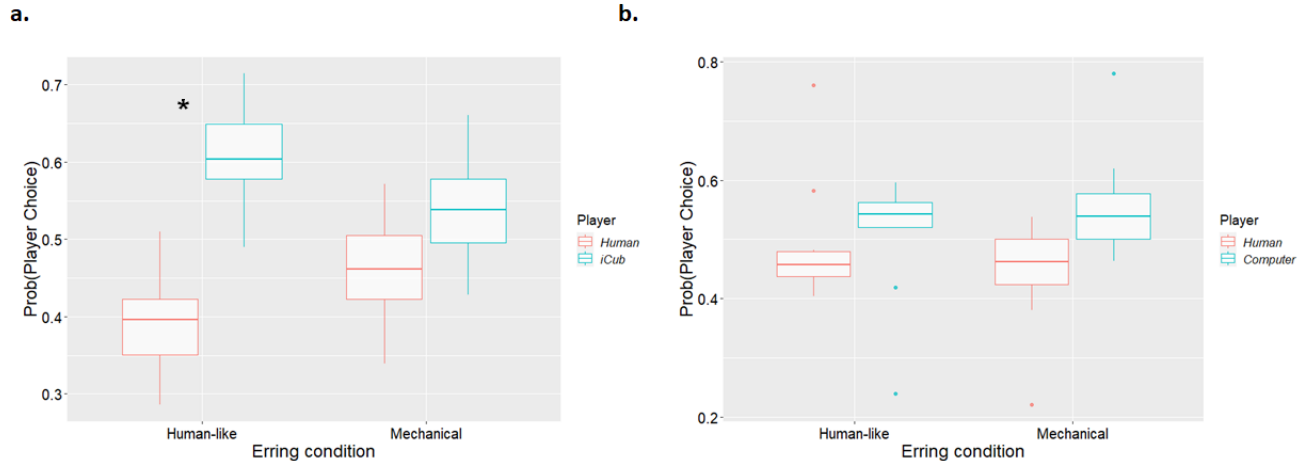 a.
Prob(Player Choice)
0.7
0.6
0.5
0.4
0.3
*
Human-like
Mechanical
Erring condition
Player
Human
iCub
b.
Prob(Player Choice)
0.8
0.6
0.4
0.2
Human-like
Mechanical
Erring condition
Player
Human
Computer